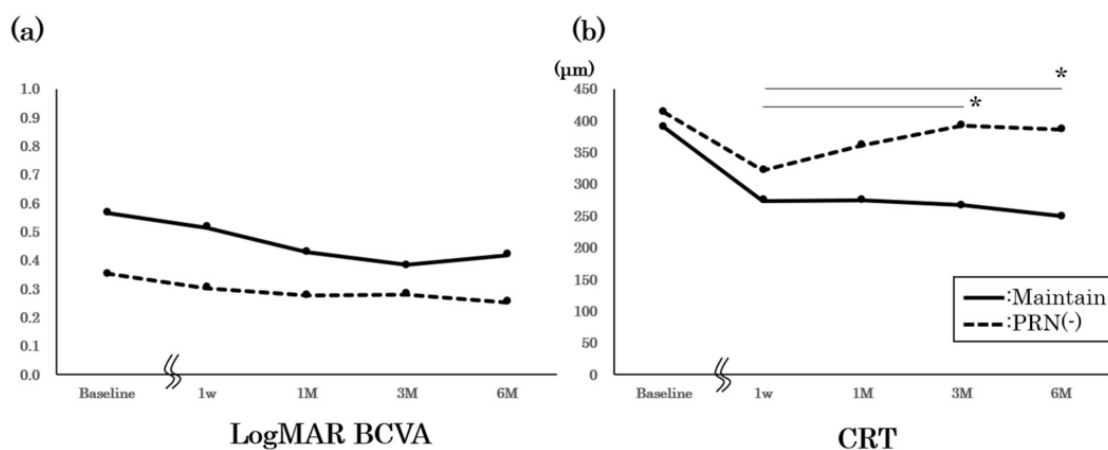 (a)
1.0
0.9
0.8
0.7
0.6
0.5
0.4
0.3
0.2
0.1
0.0
Baseline 1w 1M 3M 6M
LogMAR BCVA
(b)
(μm)
450
400
350
300
250
200
150
100
50
0
*
*
:Maintain
:PRN(-)
Baseline 1w 1M 3M 6M
CRT